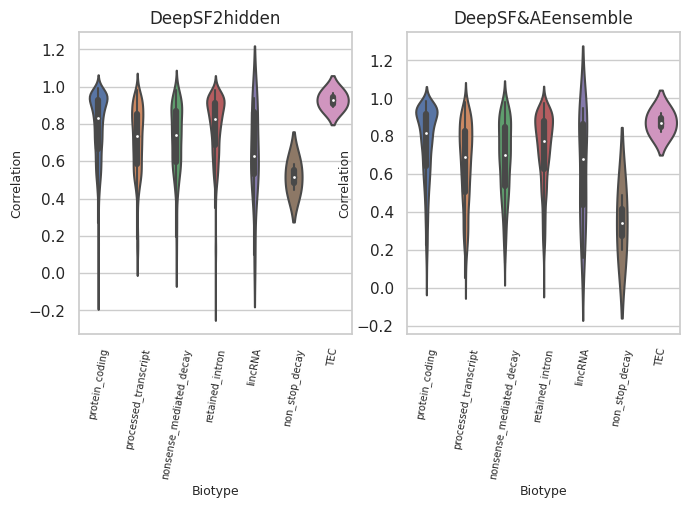 DeepSF2hidden
Correlation
1.2
1.0
0.8
0.6
0.4
0.2
0.0
−0.2
protein_coding
processed_transcript
nonsense_mediated_decay
retained_intron
lincRNA
non_stop_decay
TEC
Biotype
DeepSF&AEensemble
Correlation
1.2
1.0
0.8
0.6
0.4
0.2
0.0
−0.2
protein_coding
processed_transcript
nonsense_mediated_decay
retained_intron
lincRNA
non_stop_decay
TEC
Biotype